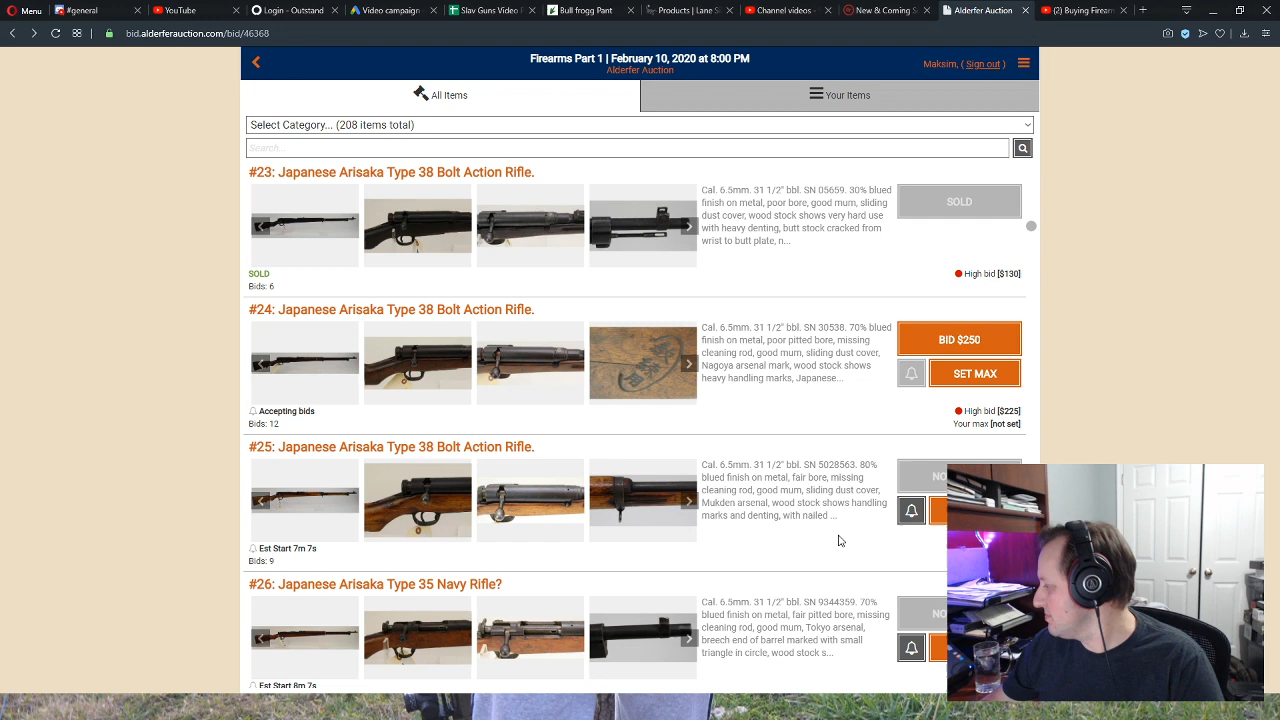 Menu
#general
YouTube
Login - Outstand
Video campaign
Slav Guns Video
Bull frogg Pant
Products | Lane S
Channel videos -
New & Coming S
Alderfer Auction
(2) Buying Firearm
bid.alderferauction.com/bid/46368
Firearms Part 1 | February 10, 2020 at 8:00 PM
Alderfer Auction
Maksim, ( Sign out )
All Items
Your Items
Select Category... (208 items total)
Search...
#23: Japanese Arisaka Type 38 Bolt Action Rifle.
Cal. 6.5mm. 31 1/2" bbl. SN 05659. 30% blued
finish on metal, poor bore, good mum, sliding
dust cover, wood stock shows very hard use
with heavy denting, butt stock cracked from
wrist to butt plate, n...
SOLD
SOLD
High bid [$130]
Bids: 6
#24: Japanese Arisaka Type 38 Bolt Action Rifle.
Cal. 6.5mm. 31 1/2" bbl. SN 30538. 70% blued
finish on metal, poor pitted bore, missing
cleaning rod, good mum, sliding dust cover,
Nagoya arsenal mark, wood stock shows
heavy handling marks, Japanese...
BID $250
SET MAX
Accepting bids
High bid [$225]
Bids: 12
Your max [not set]
#25: Japanese Arisaka Type 38 Bolt Action Rifle.
Cal. 6.5mm. 31 1/2" bbl. SN 5028563. 80%
blued finish on metal, fair bore, missing
cleaning rod, good mum, sliding dust cover,
Mukden arsenal, wood stock shows handling
marks and denting, with nailed ...
NO
Est Start 7m 7s
Bids: 9
#26: Japanese Arisaka Type 35 Navy Rifle?
Cal. 6.5mm. 31 1/2" bbl. SN 9344359. 70%
blued finish on metal, fair pitted bore, missing
cleaning rod, good mum, Tokyo arsenal,
breech end of barrel marked with small
triangle in circle, wood stock s...
NO
Est Start 8m 7s